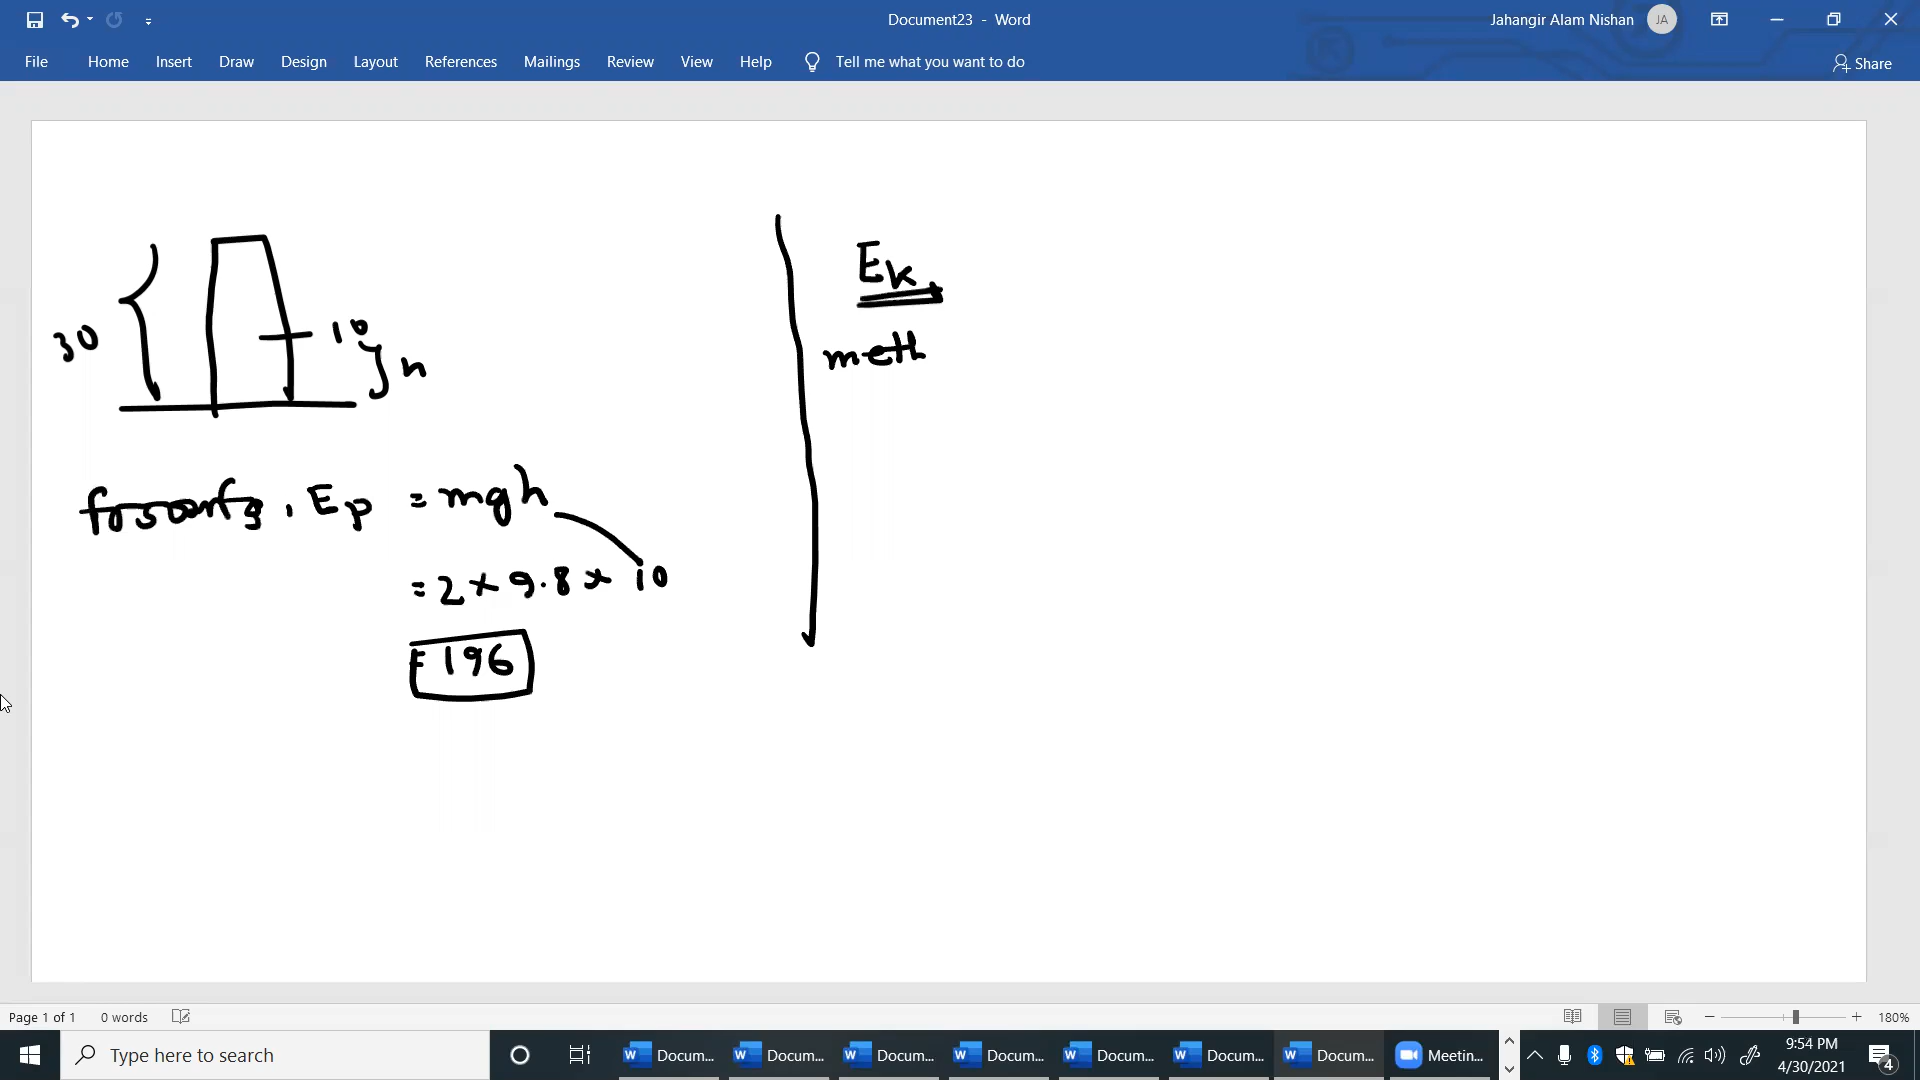 Document23 - Word
Jahangir Alam Nishan
JA
File Home Insert Draw Design Layout References Mailings Review View Help Tell me what you want to do
Share
30
10
h
Ep = mgh
= 2 × 9.8 × 10
= 196
Ek
meth
Page 1 of 1 0 words
180%
Type here to search
Docum... Docum... Docum... Docum... Docum... Docum... Docum... Meetin...
9:54 PM
4/30/2021
4